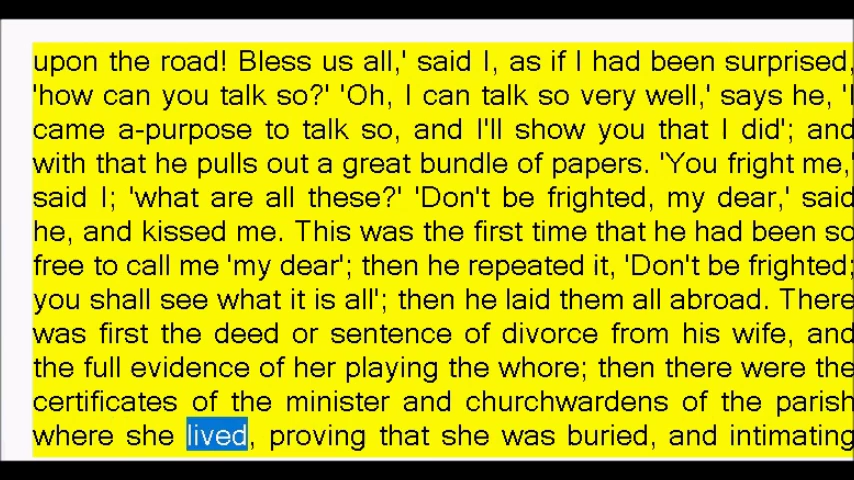 upon the road! Bless us all,' said I, as if I had been surprised,
'how can you talk so?' 'Oh, I can talk so very well,' says he, 'I
came a-purpose to talk so, and I'll show you that I did'; and
with that he pulls out a great bundle of papers. 'You fright me,'
said I; 'what are all these?' 'Don't be frighted, my dear,' said
he, and kissed me. This was the first time that he had been so
free to call me 'my dear'; then he repeated it, 'Don't be frighted;
you shall see what it is all'; then he laid them all abroad. There
was first the deed or sentence of divorce from his wife, and
the full evidence of her playing the whore; then there were the
certificates of the minister and churchwardens of the parish
where she lived, proving that she was buried, and intimating